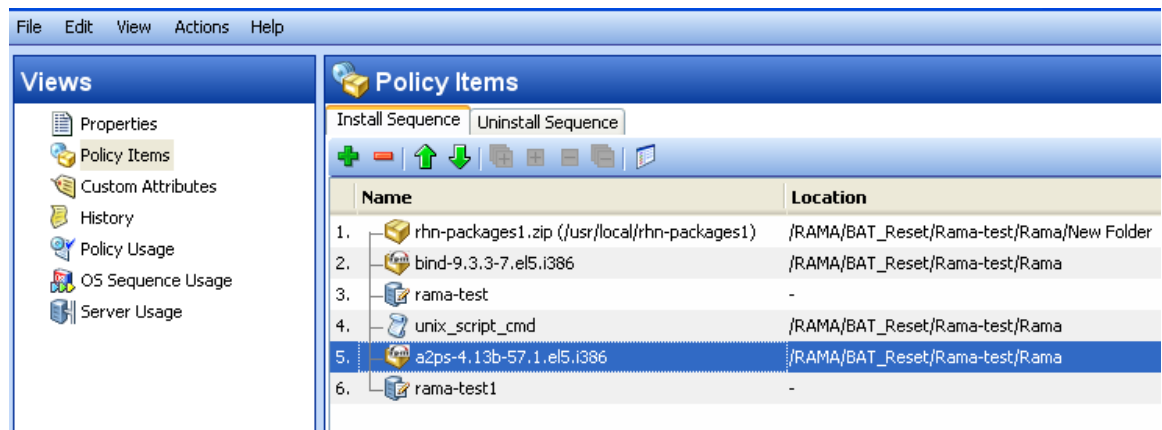 File Edit View Actions Help
Views
Properties
Policy Items
Custom Attributes
History
Policy Usage
OS Sequence Usage
Server Usage
Policy Items
Install Sequence Uninstall Sequence
Name Location
1. rhn-packages1.zip (/usr/local/rhn-packages1) /RAMA/BAT_Reset/Rama-test/Rama/New Folder
2. bind-9.3.3-7.el5.i386 /RAMA/BAT_Reset/Rama-test/Rama
3. rama-test -
4. unix_script_cmd /RAMA/BAT_Reset/Rama-test/Rama
5. a2ps-4.13b-57.1.el5.i386 /RAMA/BAT_Reset/Rama-test/Rama
6. rama-test1 -